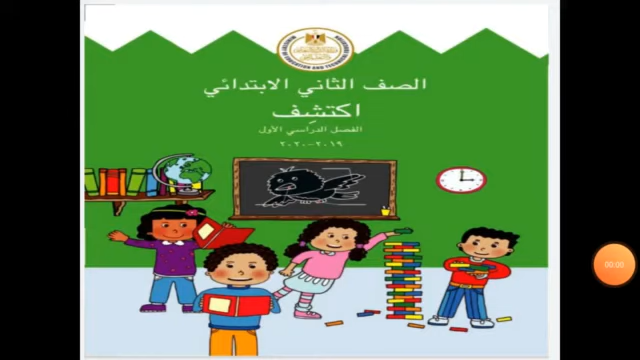 الصف الثاني الابتدائي
اكتشف
الفصل الدراسي الأول
٢٠١٩-٢٠٢٠
00:00